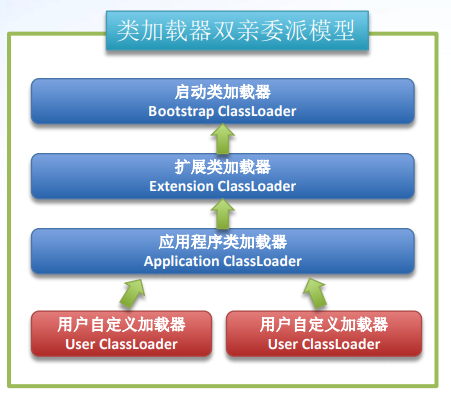 类加载器双亲委派模型
启动类加载器
Bootstrap ClassLoader
扩展类加载器
Extension ClassLoader
应用程序类加载器
Application ClassLoader
用户自定义加载器
User ClassLoader
用户自定义加载器
User ClassLoader